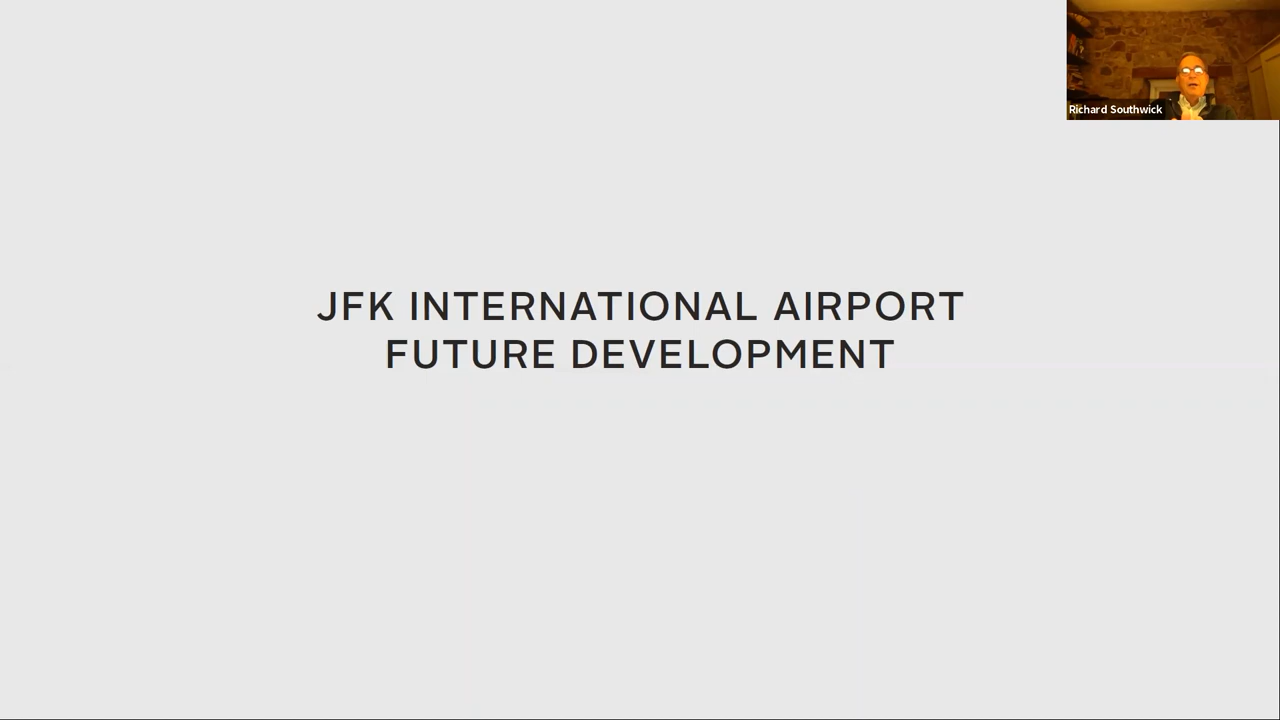 JFK INTERNATIONAL AIRPORT
FUTURE DEVELOPMENT
Richard Southwick